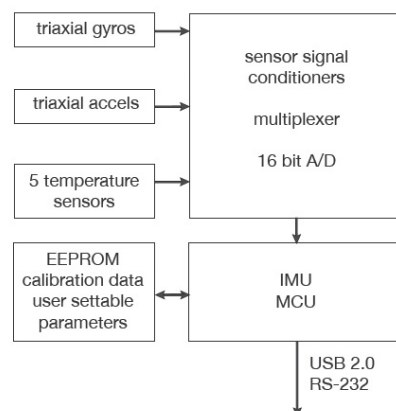 triaxial gyros
triaxial accels
5 temperature
sensors
sensor signal
conditioners
multiplexer
16 bit A/D
EEPROM
calibration data
user settable
parameters
IMU
MCU
USB 2.0
RS-232